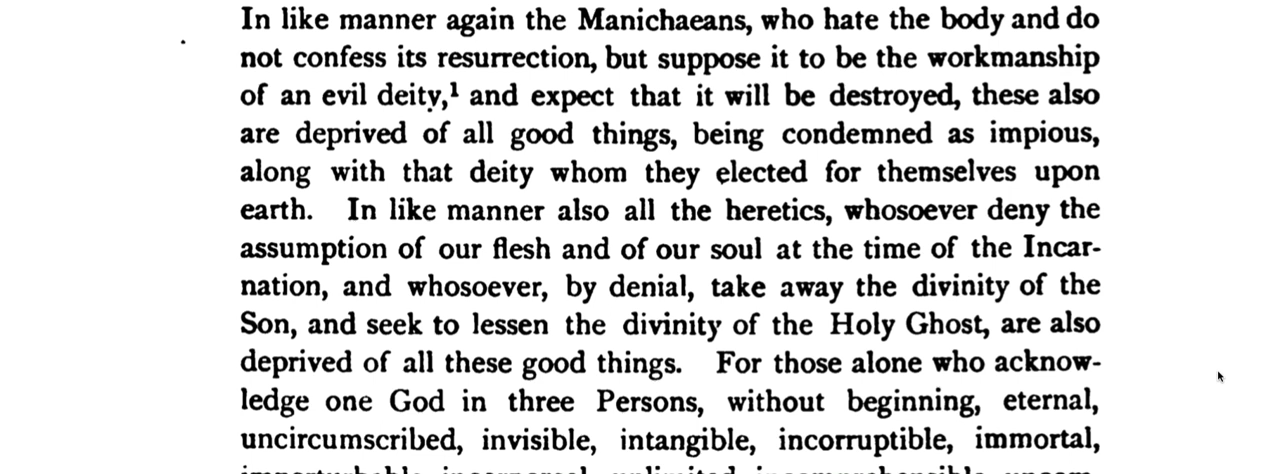 In like manner again the Manichaeans, who hate the body and do
not confess its resurrection, but suppose it to be the workmanship
of an evil deity,¹ and expect that it will be destroyed, these also
are deprived of all good things, being condemned as impious,
along with that deity whom they elected for themselves upon
earth. In like manner also all the heretics, whosoever deny the
assumption of our flesh and of our soul at the time of the Incar-
nation, and whosoever, by denial, take away the divinity of the
Son, and seek to lessen the divinity of the Holy Ghost, are also
deprived of all these good things. For those alone who acknow-
ledge one God in three Persons, without beginning, eternal,
uncircumscribed, invisible, intangible, incorruptible, immortal,